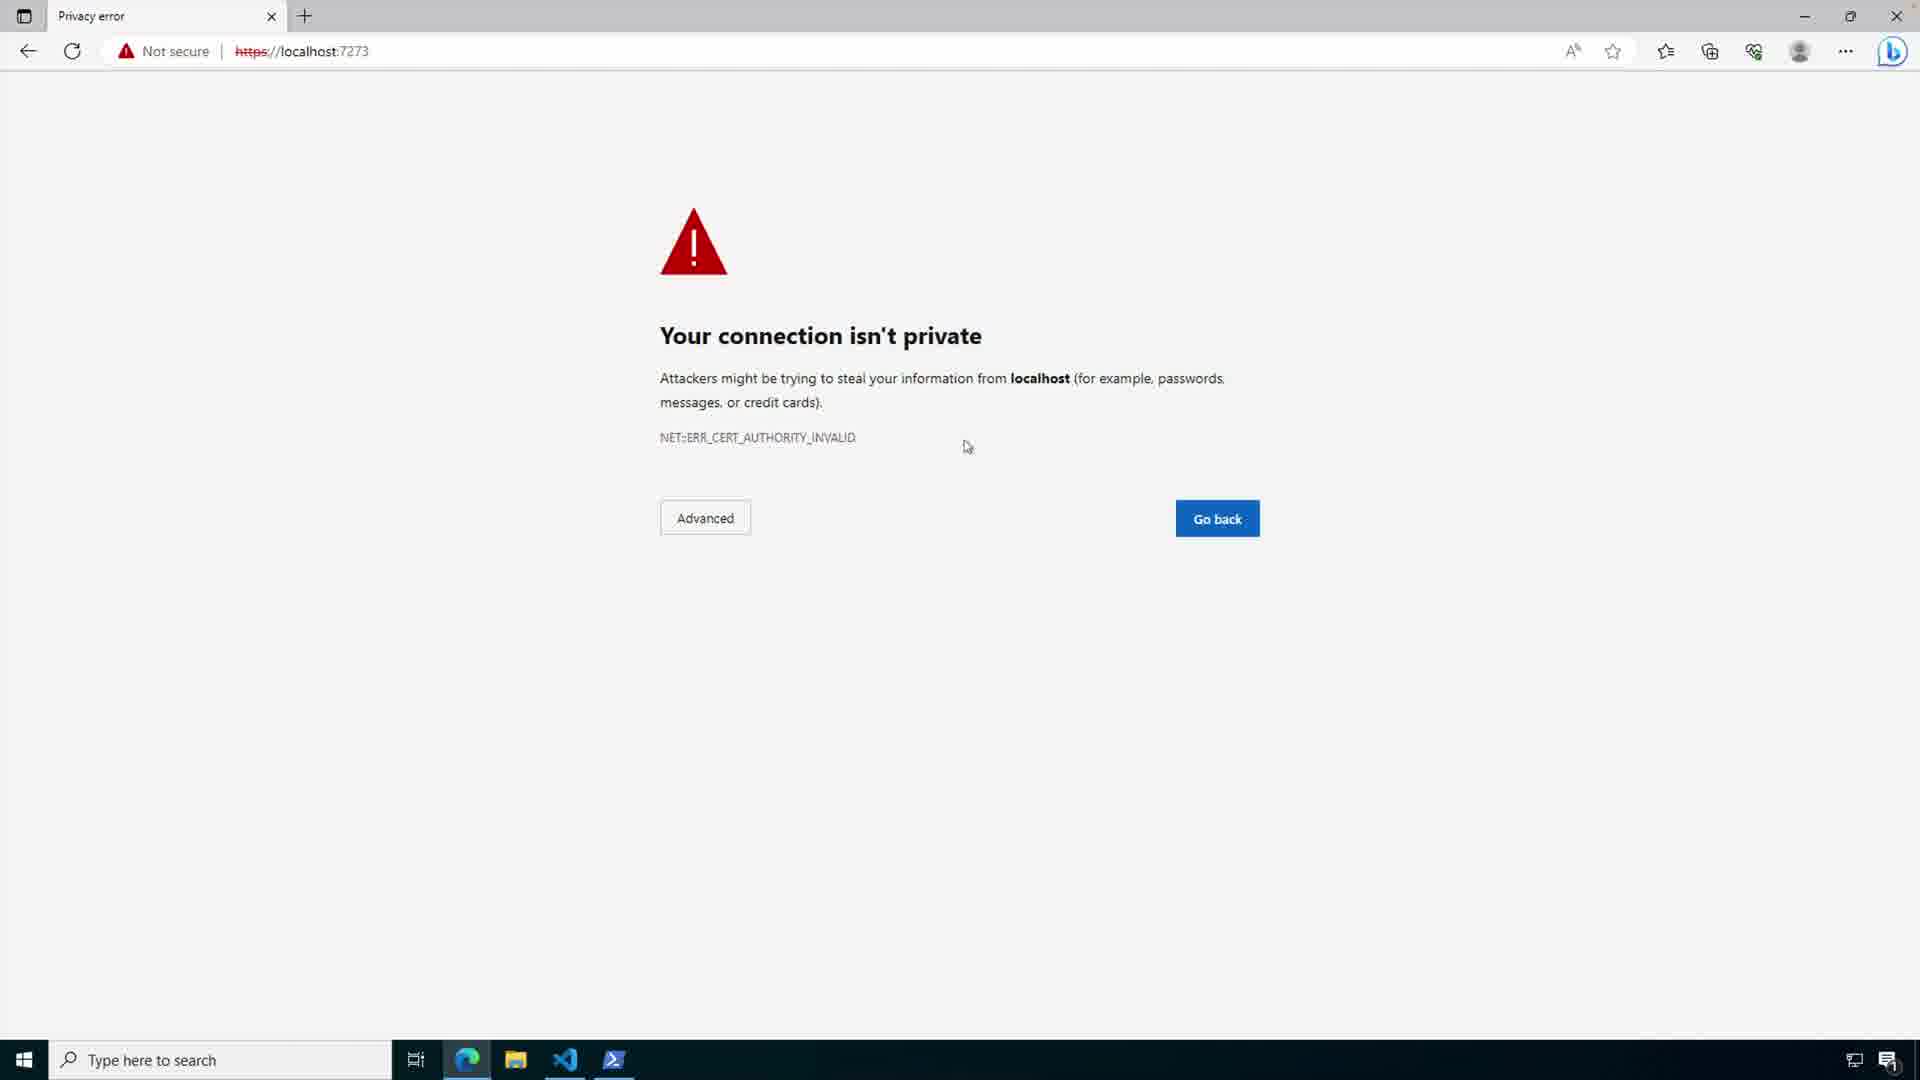 Privacy error
Not secure | https://localhost:7273
Your connection isn't private
Attackers might be trying to steal your information from localhost (for example, passwords,
messages, or credit cards).
NET::ERR_CERT_AUTHORITY_INVALID
Advanced
Go back
Type here to search
1